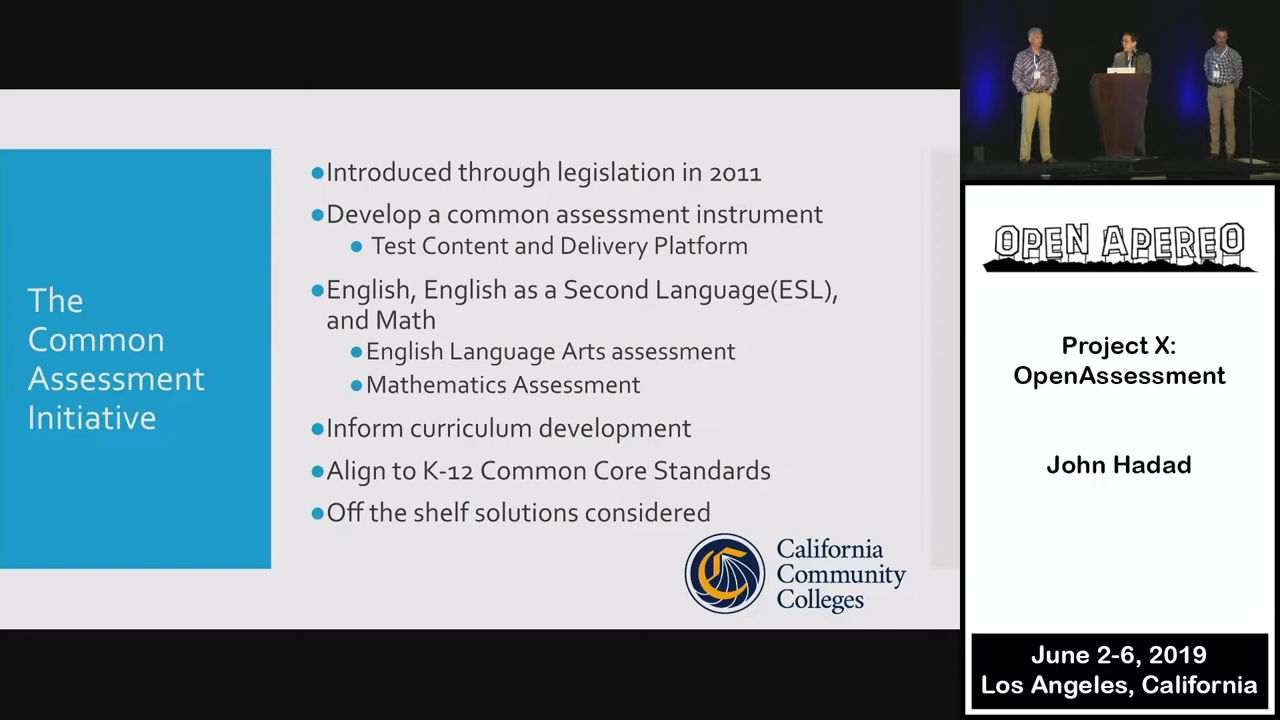 The
Common
Assessment
Initiative
●Introduced through legislation in 2011
●Develop a common assessment instrument
● Test Content and Delivery Platform
●English, English as a Second Language(ESL),
and Math
●English Language Arts assessment
●Mathematics Assessment
●Inform curriculum development
●Align to K-12 Common Core Standards
●Off the shelf solutions considered
California
Community
Colleges
OPEN APEREO
Project X:
OpenAssessment
John Hadad
June 2-6, 2019
Los Angeles, California